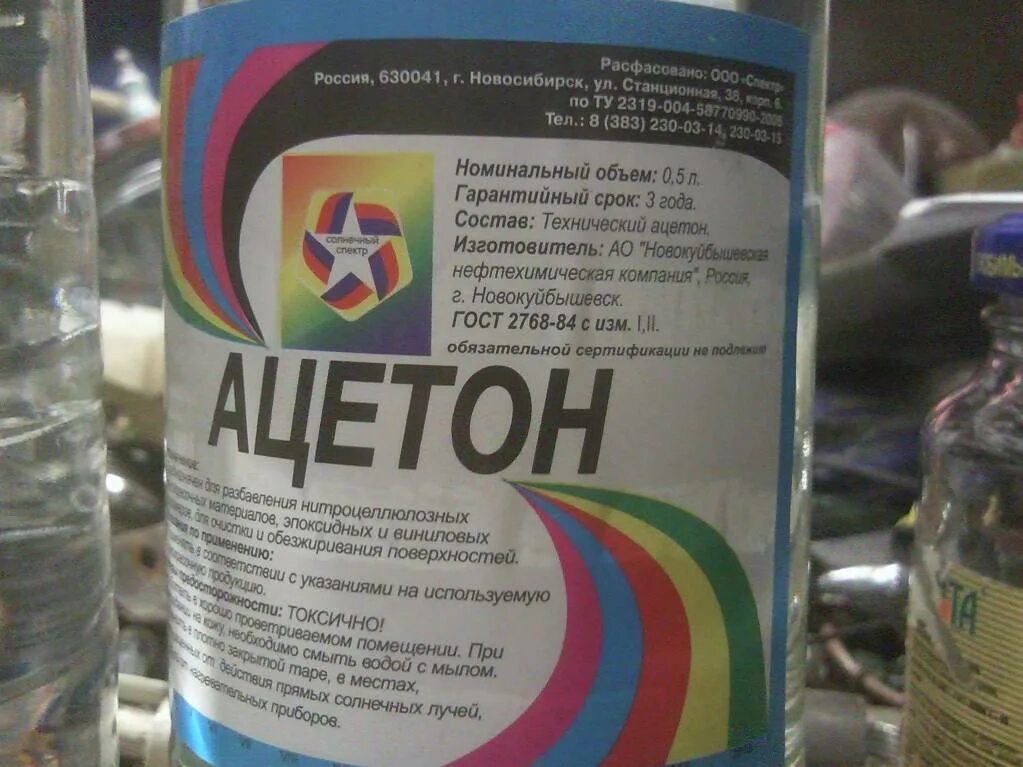 Расфасовано: ООО «Спектр»
Россия, 630041, г. Новосибирск, ул. Станционная, 38, корп. 6.
по ТУ 2319-004-58770990-2008
Тел.: 8 (383) 230-03-14, 230-03-15
Номинальный объем: 0,5 л.
Гарантийный срок: 3 года.
Состав: Технический ацетон.
Изготовитель: АО "Новокуйбышевская
нефтехимическая компания", Россия,
г. Новокуйбышевск.
ГОСТ 2768-84 с изм. I,II.
обязательной сертификации не подлежит
солнечный
спектр
АЦЕТОН
для разбавления нитроцеллюлозных
материалов, эпоксидных и виниловых
для очистки и обезжиривания поверхностей.
по применению:
в соответствии с указаниями на используемую
продукцию.
предосторожности: ТОКСИЧНО!
в хорошо проветриваемом помещении. При
на кожу, необходимо смыть водой с мылом.
в плотно закрытой таре, в местах,
от действия прямых солнечных лучей,
нагревательных приборов.
ТА